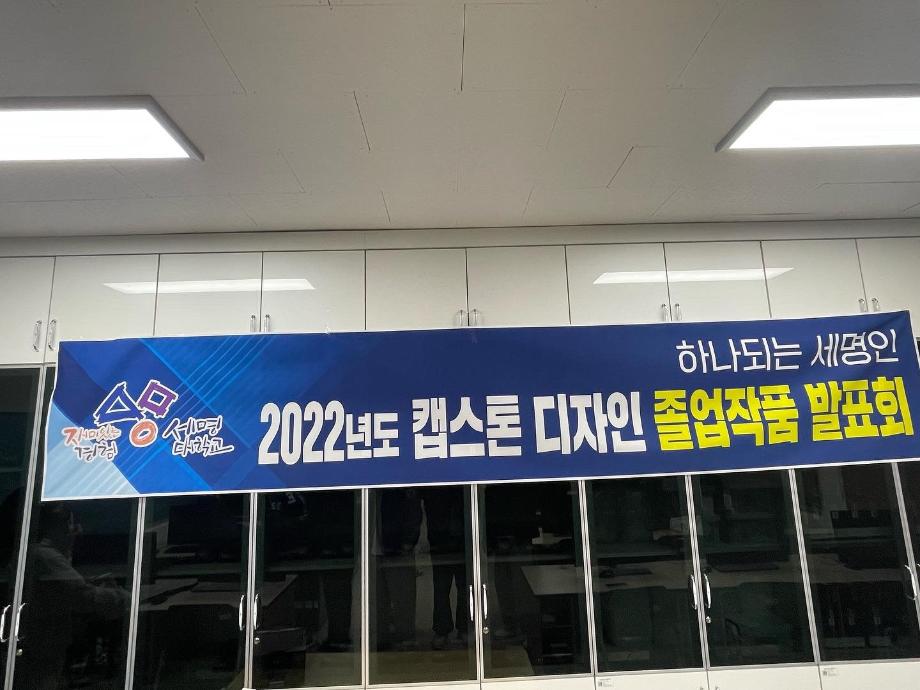 하나되는 세명인
2022년도 캡스톤 디자인 졸업작품 발표회
재미있는
경험
세명
대학교